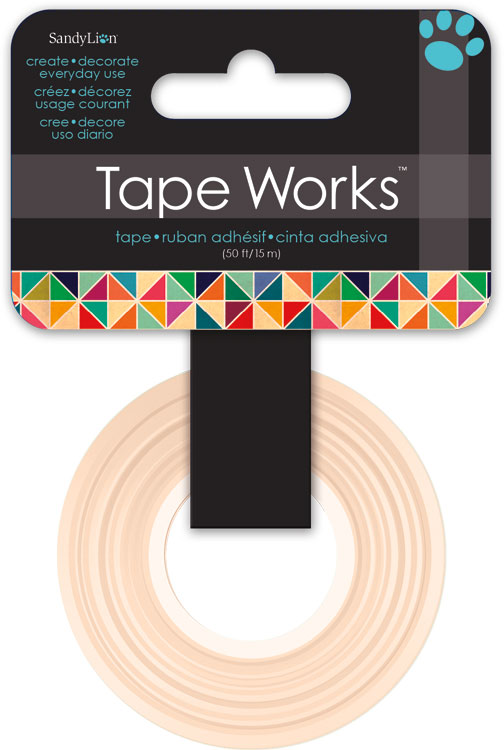 SandyLion
create•decorate
everyday use
créez•décorez
usage courant
cree•decore
uso diario
Tape Works™
tape•ruban adhésif•cinta adhesiva
(50 ft/15 m)